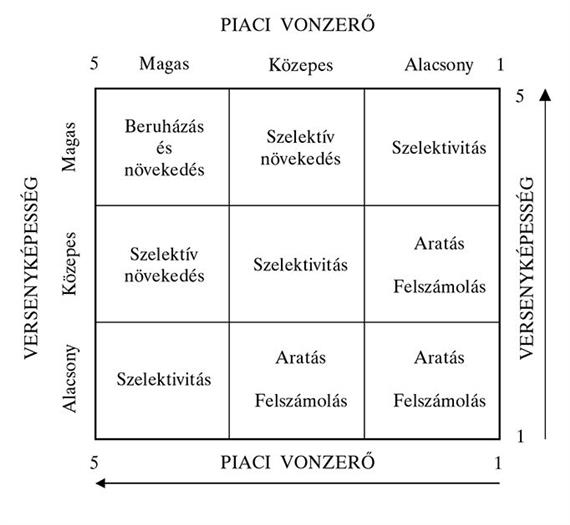 PIACI VONZERŐ
5 Magas Közepes Alacsony 1
VERSENYKÉPESSÉG
Magas
Beruházás
és
növekedés
Szelektív
növekedés
Szelektivitás
5
Közepes
Szelektív
növekedés
Szelektivitás
Aratás
Felszámolás
VERSENYKÉPESSÉG
Alacsony
Szelektivitás
Aratás
Felszámolás
Aratás
Felszámolás
1
5 PIACI VONZERŐ 1